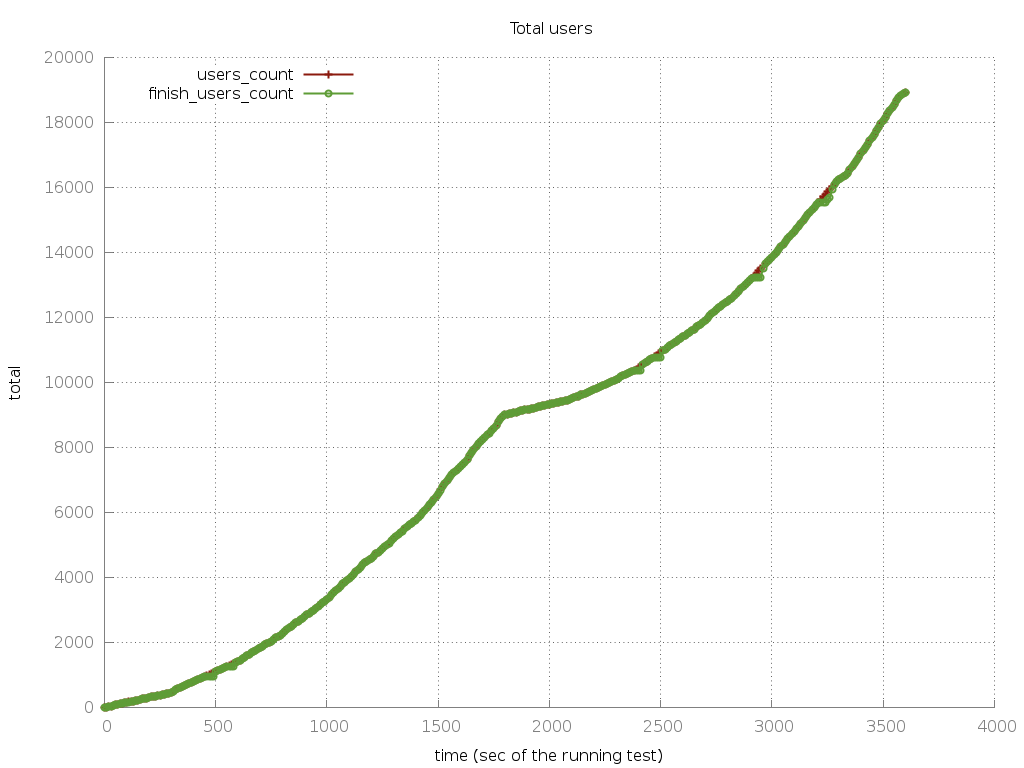 Total users
users_count
finish_users_count
20000
18000
16000
14000
12000
10000
8000
6000
4000
2000
0
total
0 500 1000 1500 2000 2500 3000 3500 4000
time (sec of the running test)